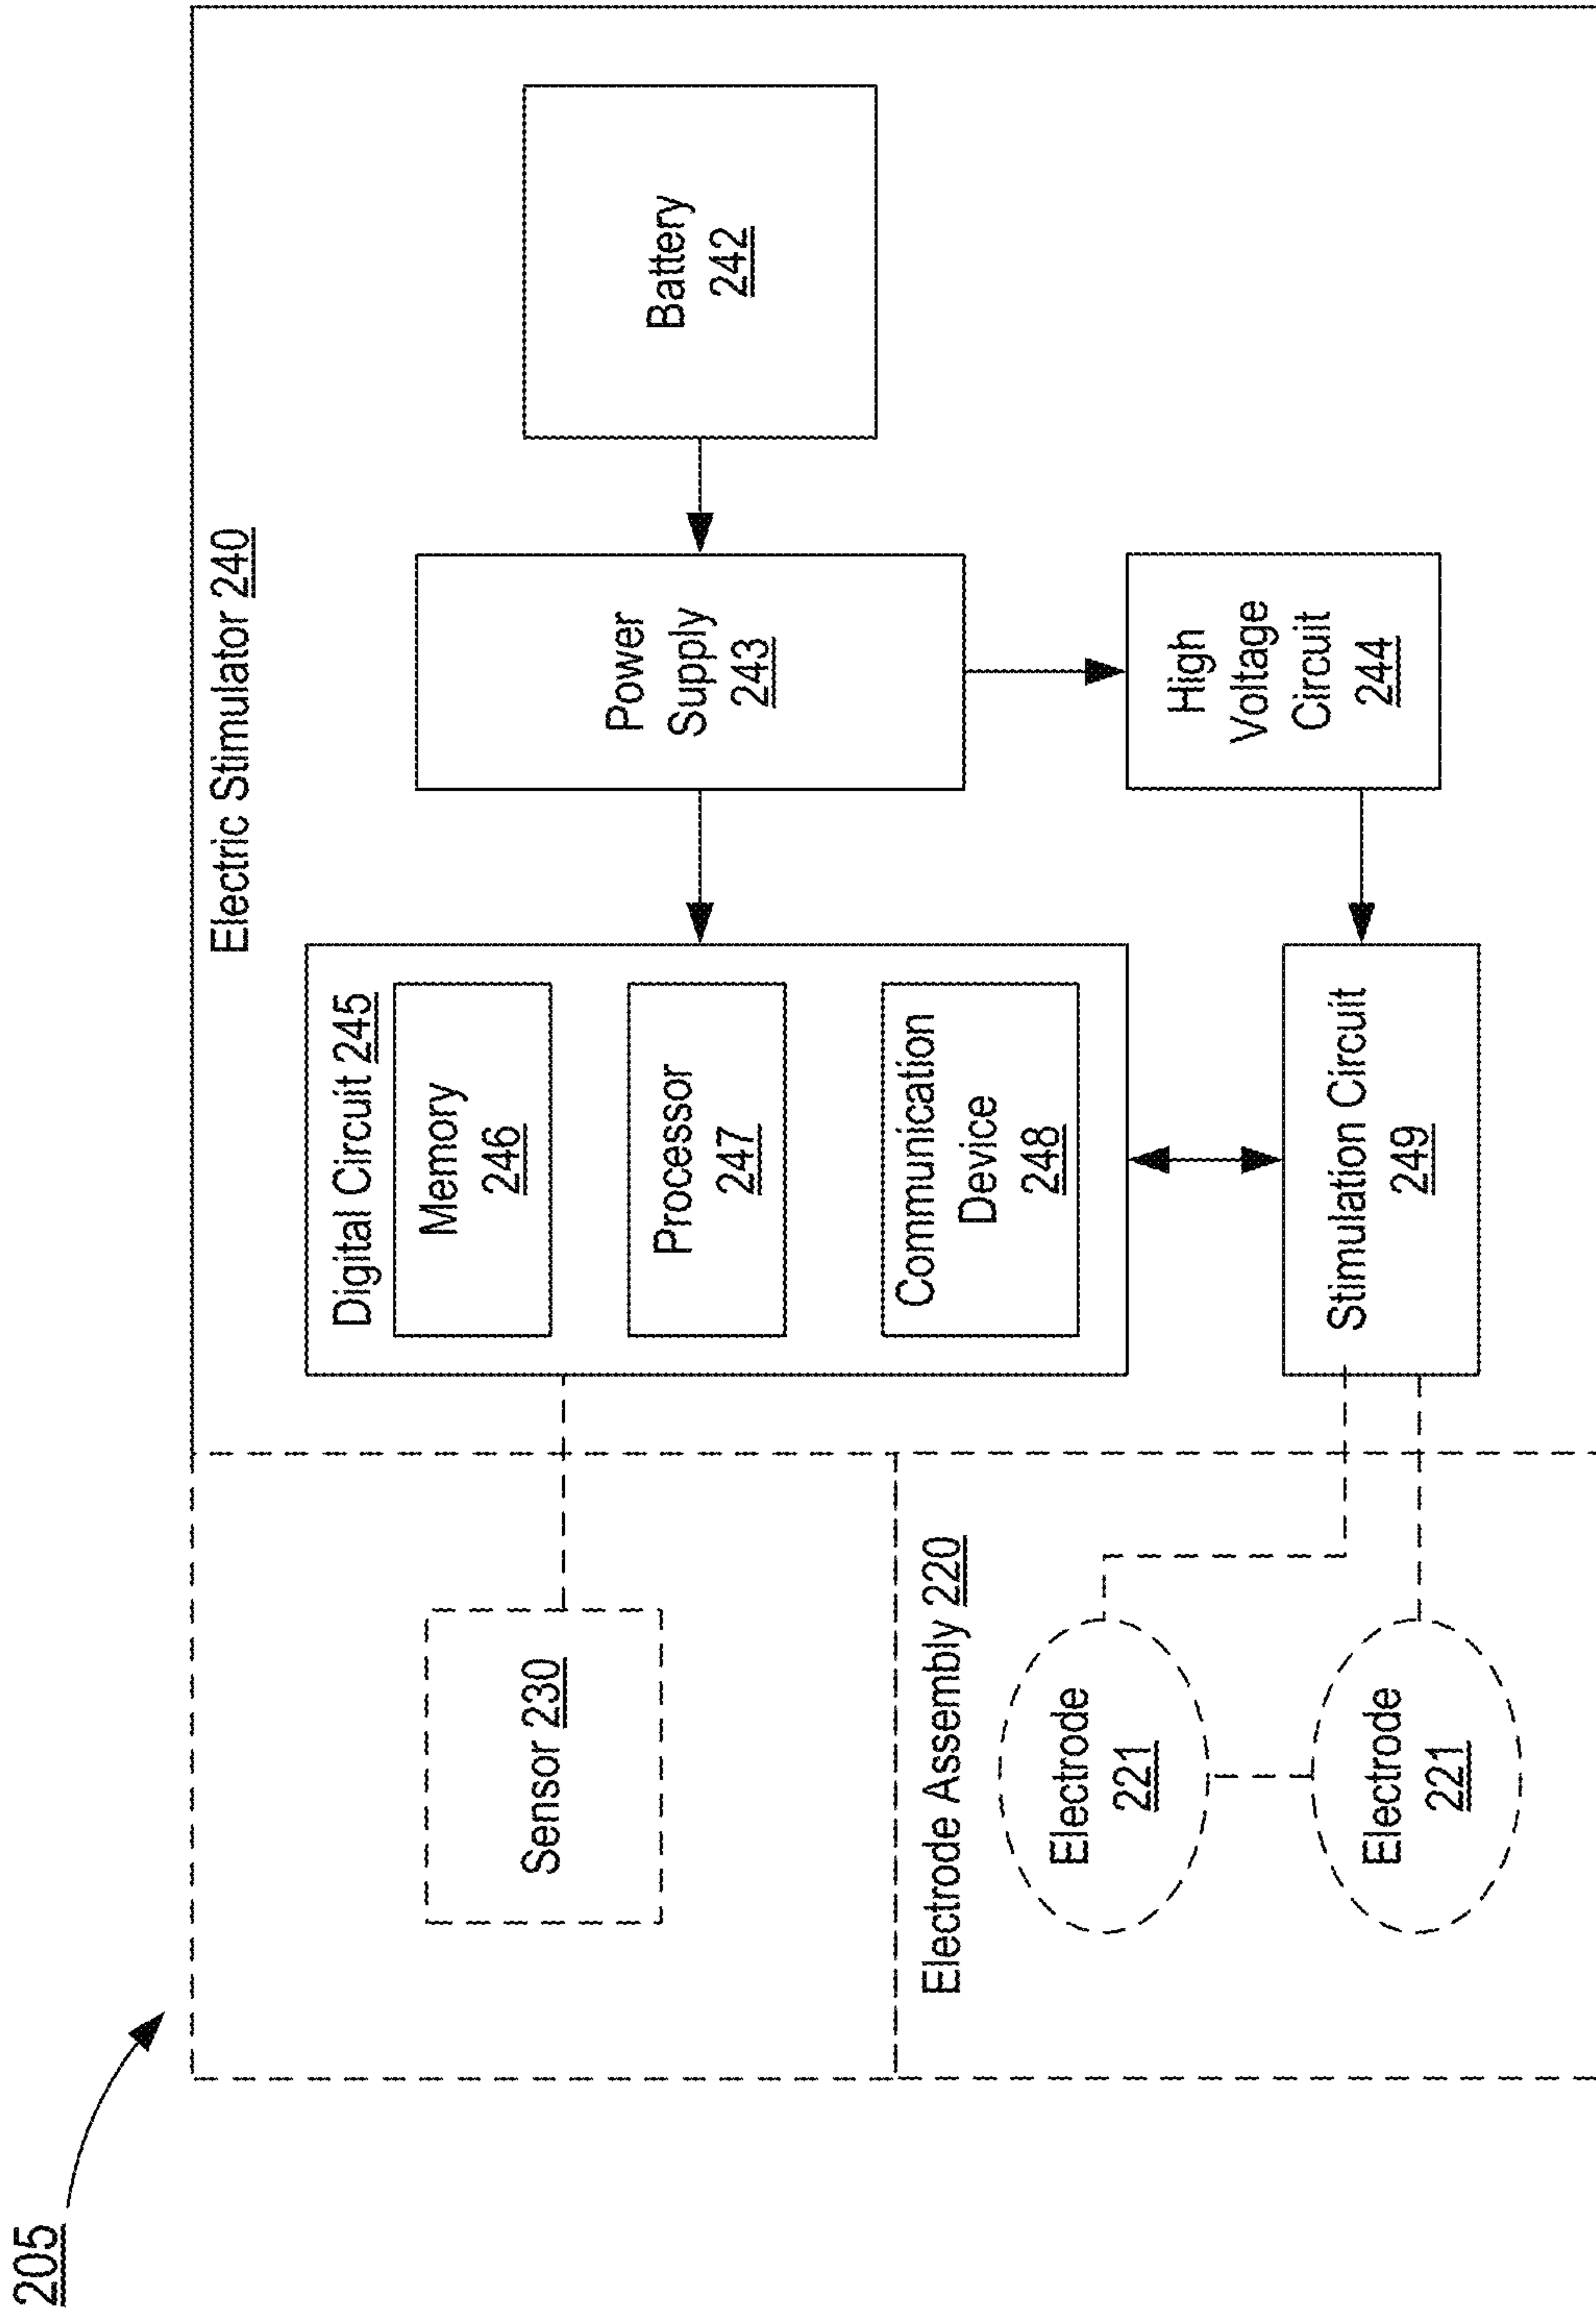 205
Electric Stimulator 240
Sensor 230
Digital Circuit 245
Memory
246
Processor
247
Communication
Device
248
Power
Supply
243
Battery
242
Electrode Assembly 220
Electrode
221
Electrode
221
Stimulation Circuit
249
High
Voltage
Circuit
244